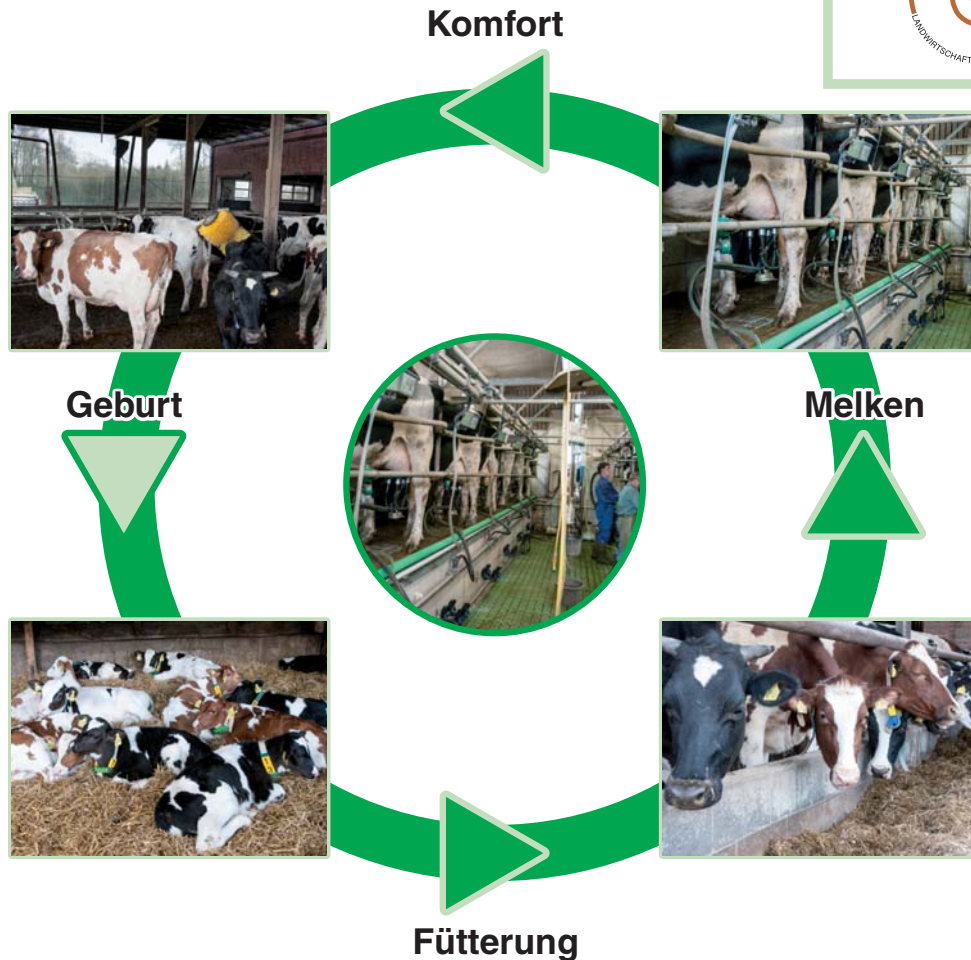 Komfort
LANDWIRTSCHAFT
Geburt
Melken
Fütterung